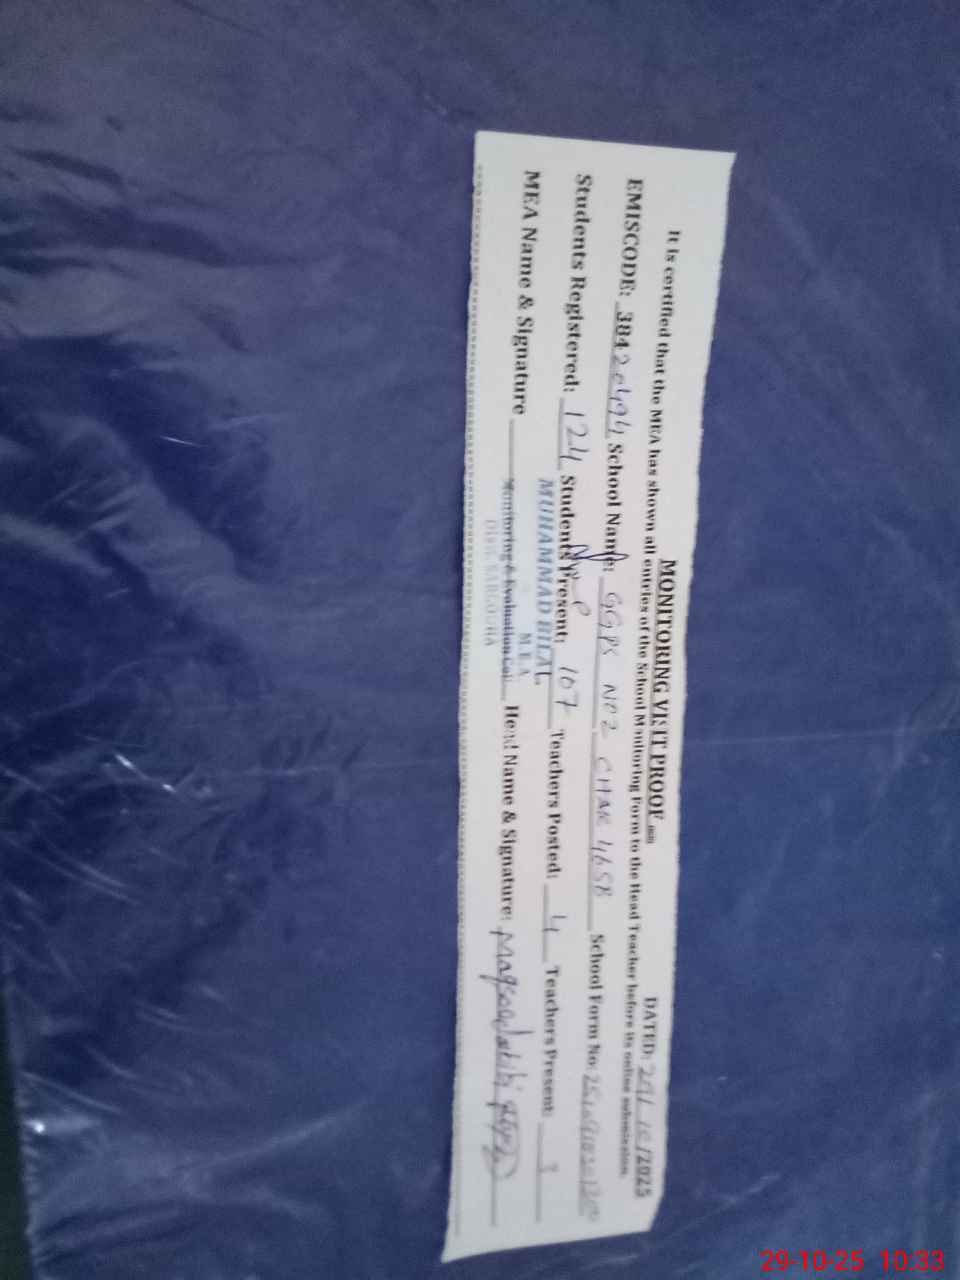 MONITORING VISIT PROOF
DATED: /10/2025
It is certified that the MEA has shown all entries of the School Monitoring Form to the Head Teacher before its online submission.
EMISCODE: 38420494 School Name: GGPS NO2 CHAK 46SB School Form No:
Students Registered: 124 Students Present: 107 Teachers Posted: 4 Teachers Present: 3
MUHAMMAD BILAL
M.E.A
MEA Name & Signature Monitoring & Evaluation Cell Head Name & Signature:
Distt. SARGODHA
29-10-25 10:33